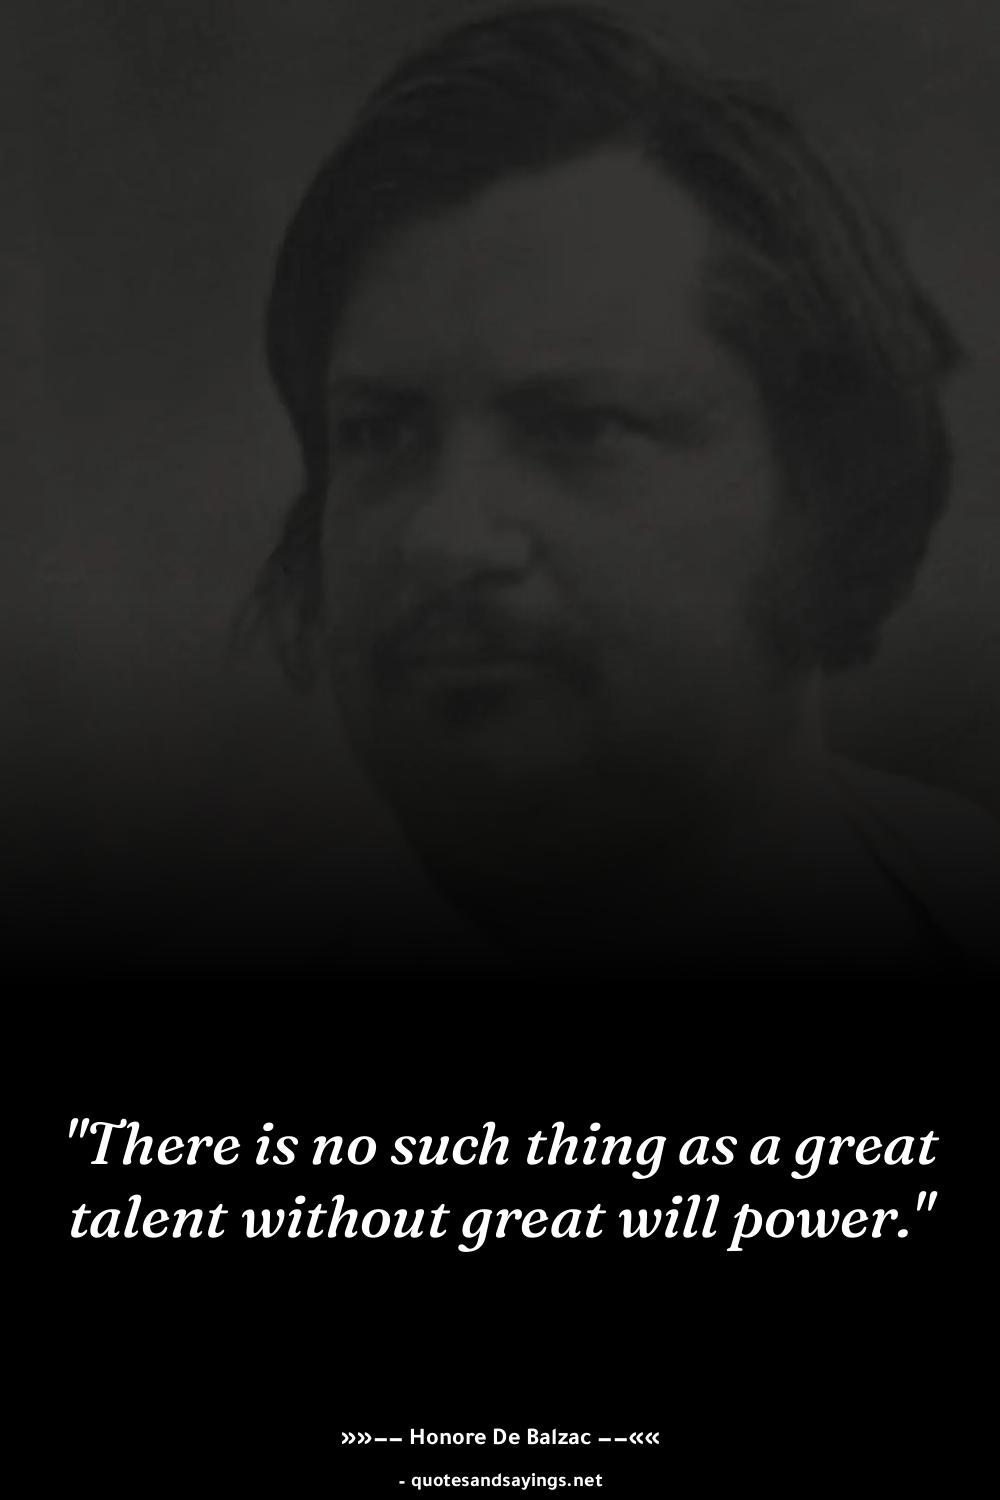 "There is no such thing as a great
talent without great will power."
»»−− Honore De Balzac −−««
- quotesandsayings.net